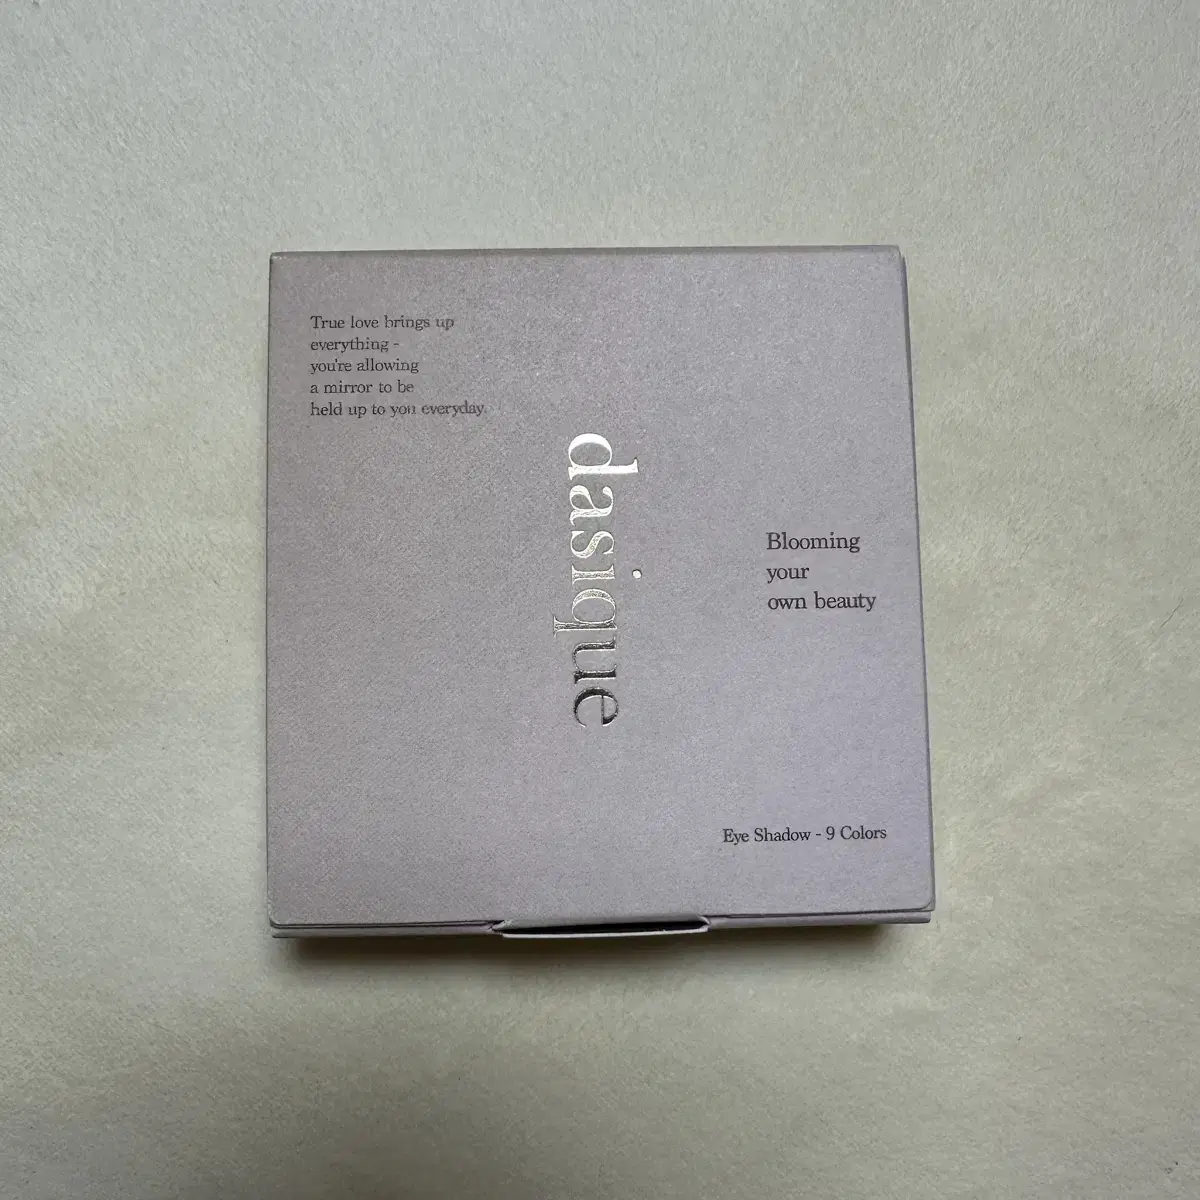 True love brings up
everything -
you're allowing
a mirror to be
held up to you everyday.
dasique
Blooming
your
own beauty
Eye Shadow - 9 Colors